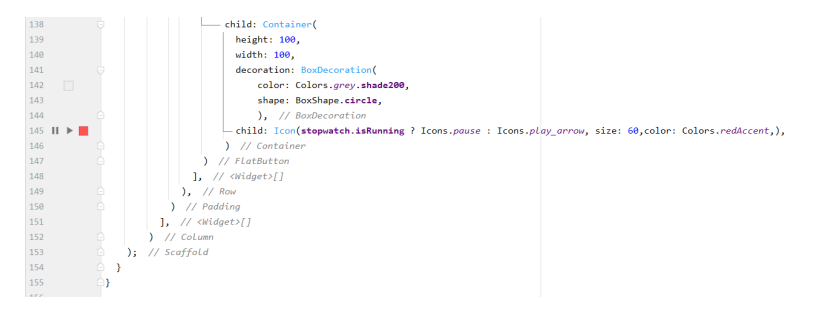 138 child: Container(
139 height: 100,
140 width: 100,
141 decoration: BoxDecoration(
142 color: Colors.grey.shade200,
143 shape: BoxShape.circle,
144 ), // BoxDecoration
145 child: Icon(stopwatch.isRunning ? Icons.pause : Icons.play_arrow, size: 60,color: Colors.redAccent,),
146 ) // Container
147 ) // FlatButton
148 ], // <Widget>[]
149 ), // Row
150 ) // Padding
151 ], // <Widget>[]
152 ) // Column
153 ); // Scaffold
154 }
155 }